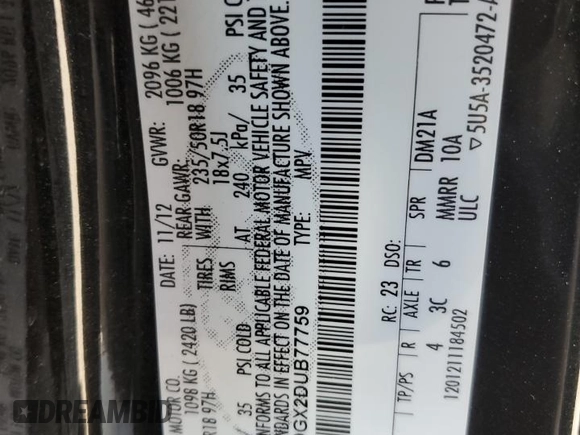 MOTOR CO.
DATE: 11/12
GVWR: 2096 KG ( 46
1098 KG ( 2420 LB)
REAR GAWR: 1006 KG ( 221
R18 97H
TIRES
WITH
235/50R18 97H
RIMS
18x7.5J
35 PSI COLD
AT 240 kPa/ 35 PSI C
NFORMS TO ALL APPLICABLE FEDERAL MOTOR VEHICLE SAFETY AND
NDARDS IN EFFECT ON THE DATE OF MANUFACTURE SHOWN ABOVE.
GX2DUB77759
TYPE: MPV
RC: 23 DSO:
TP/PS R AXLE TR SPR DM21A
4 3C 6 MMRR 10A
1201211184502
ULC
▽5U5A-3520472-A
DREAMBID